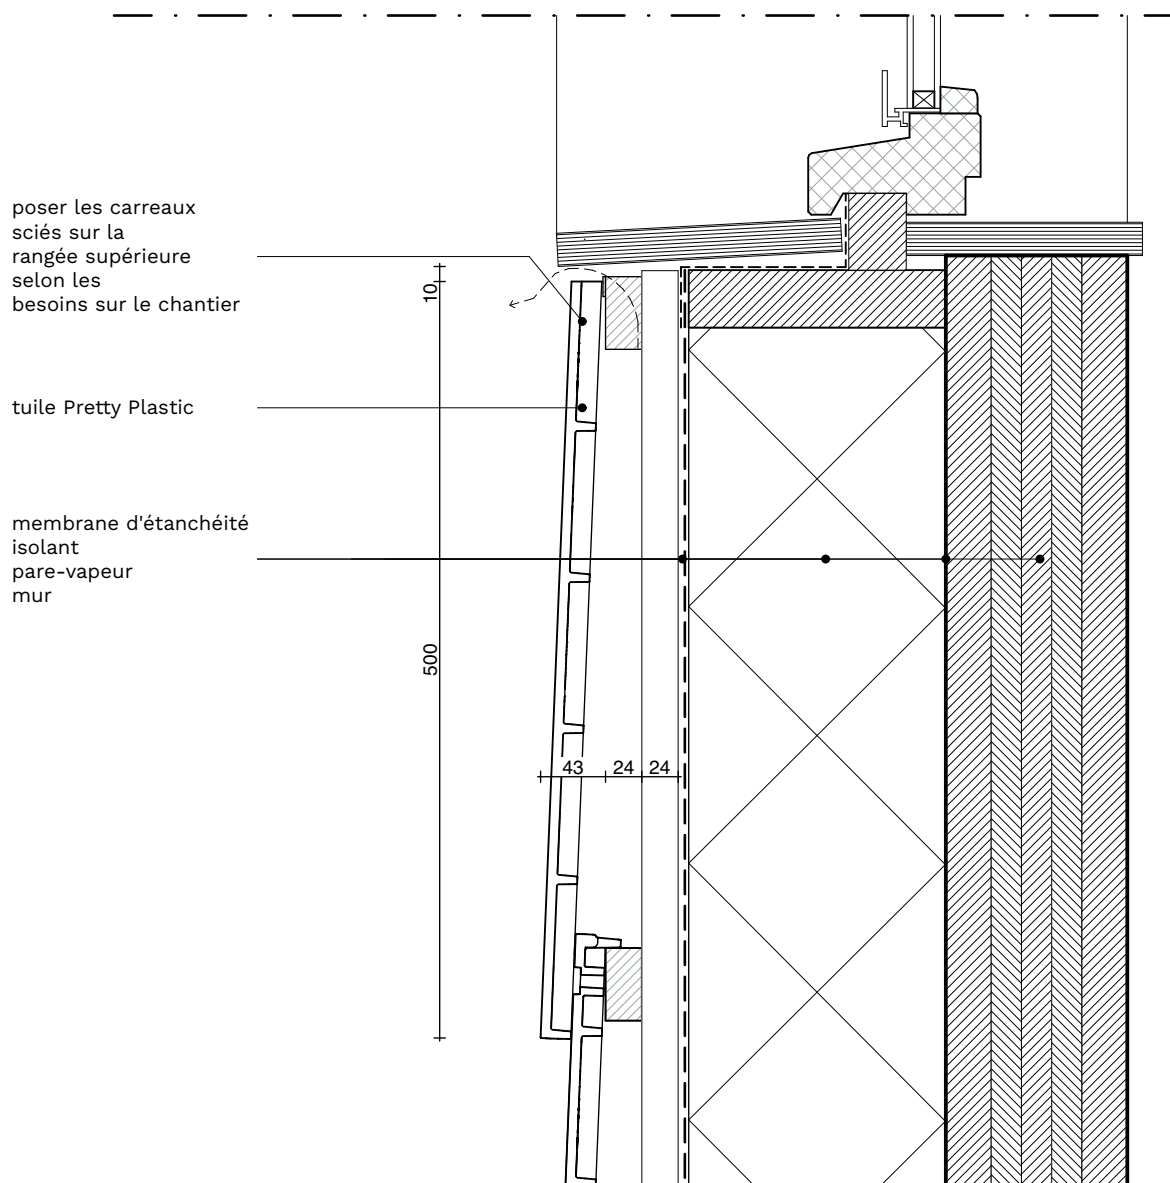 poser les carreaux
sciés sur la
rangée supérieure
selon les
besoins sur le chantier
10
tuile Pretty Plastic
membrane d'étanchéité
isolant
pare-vapeur
mur
500
43 24 24